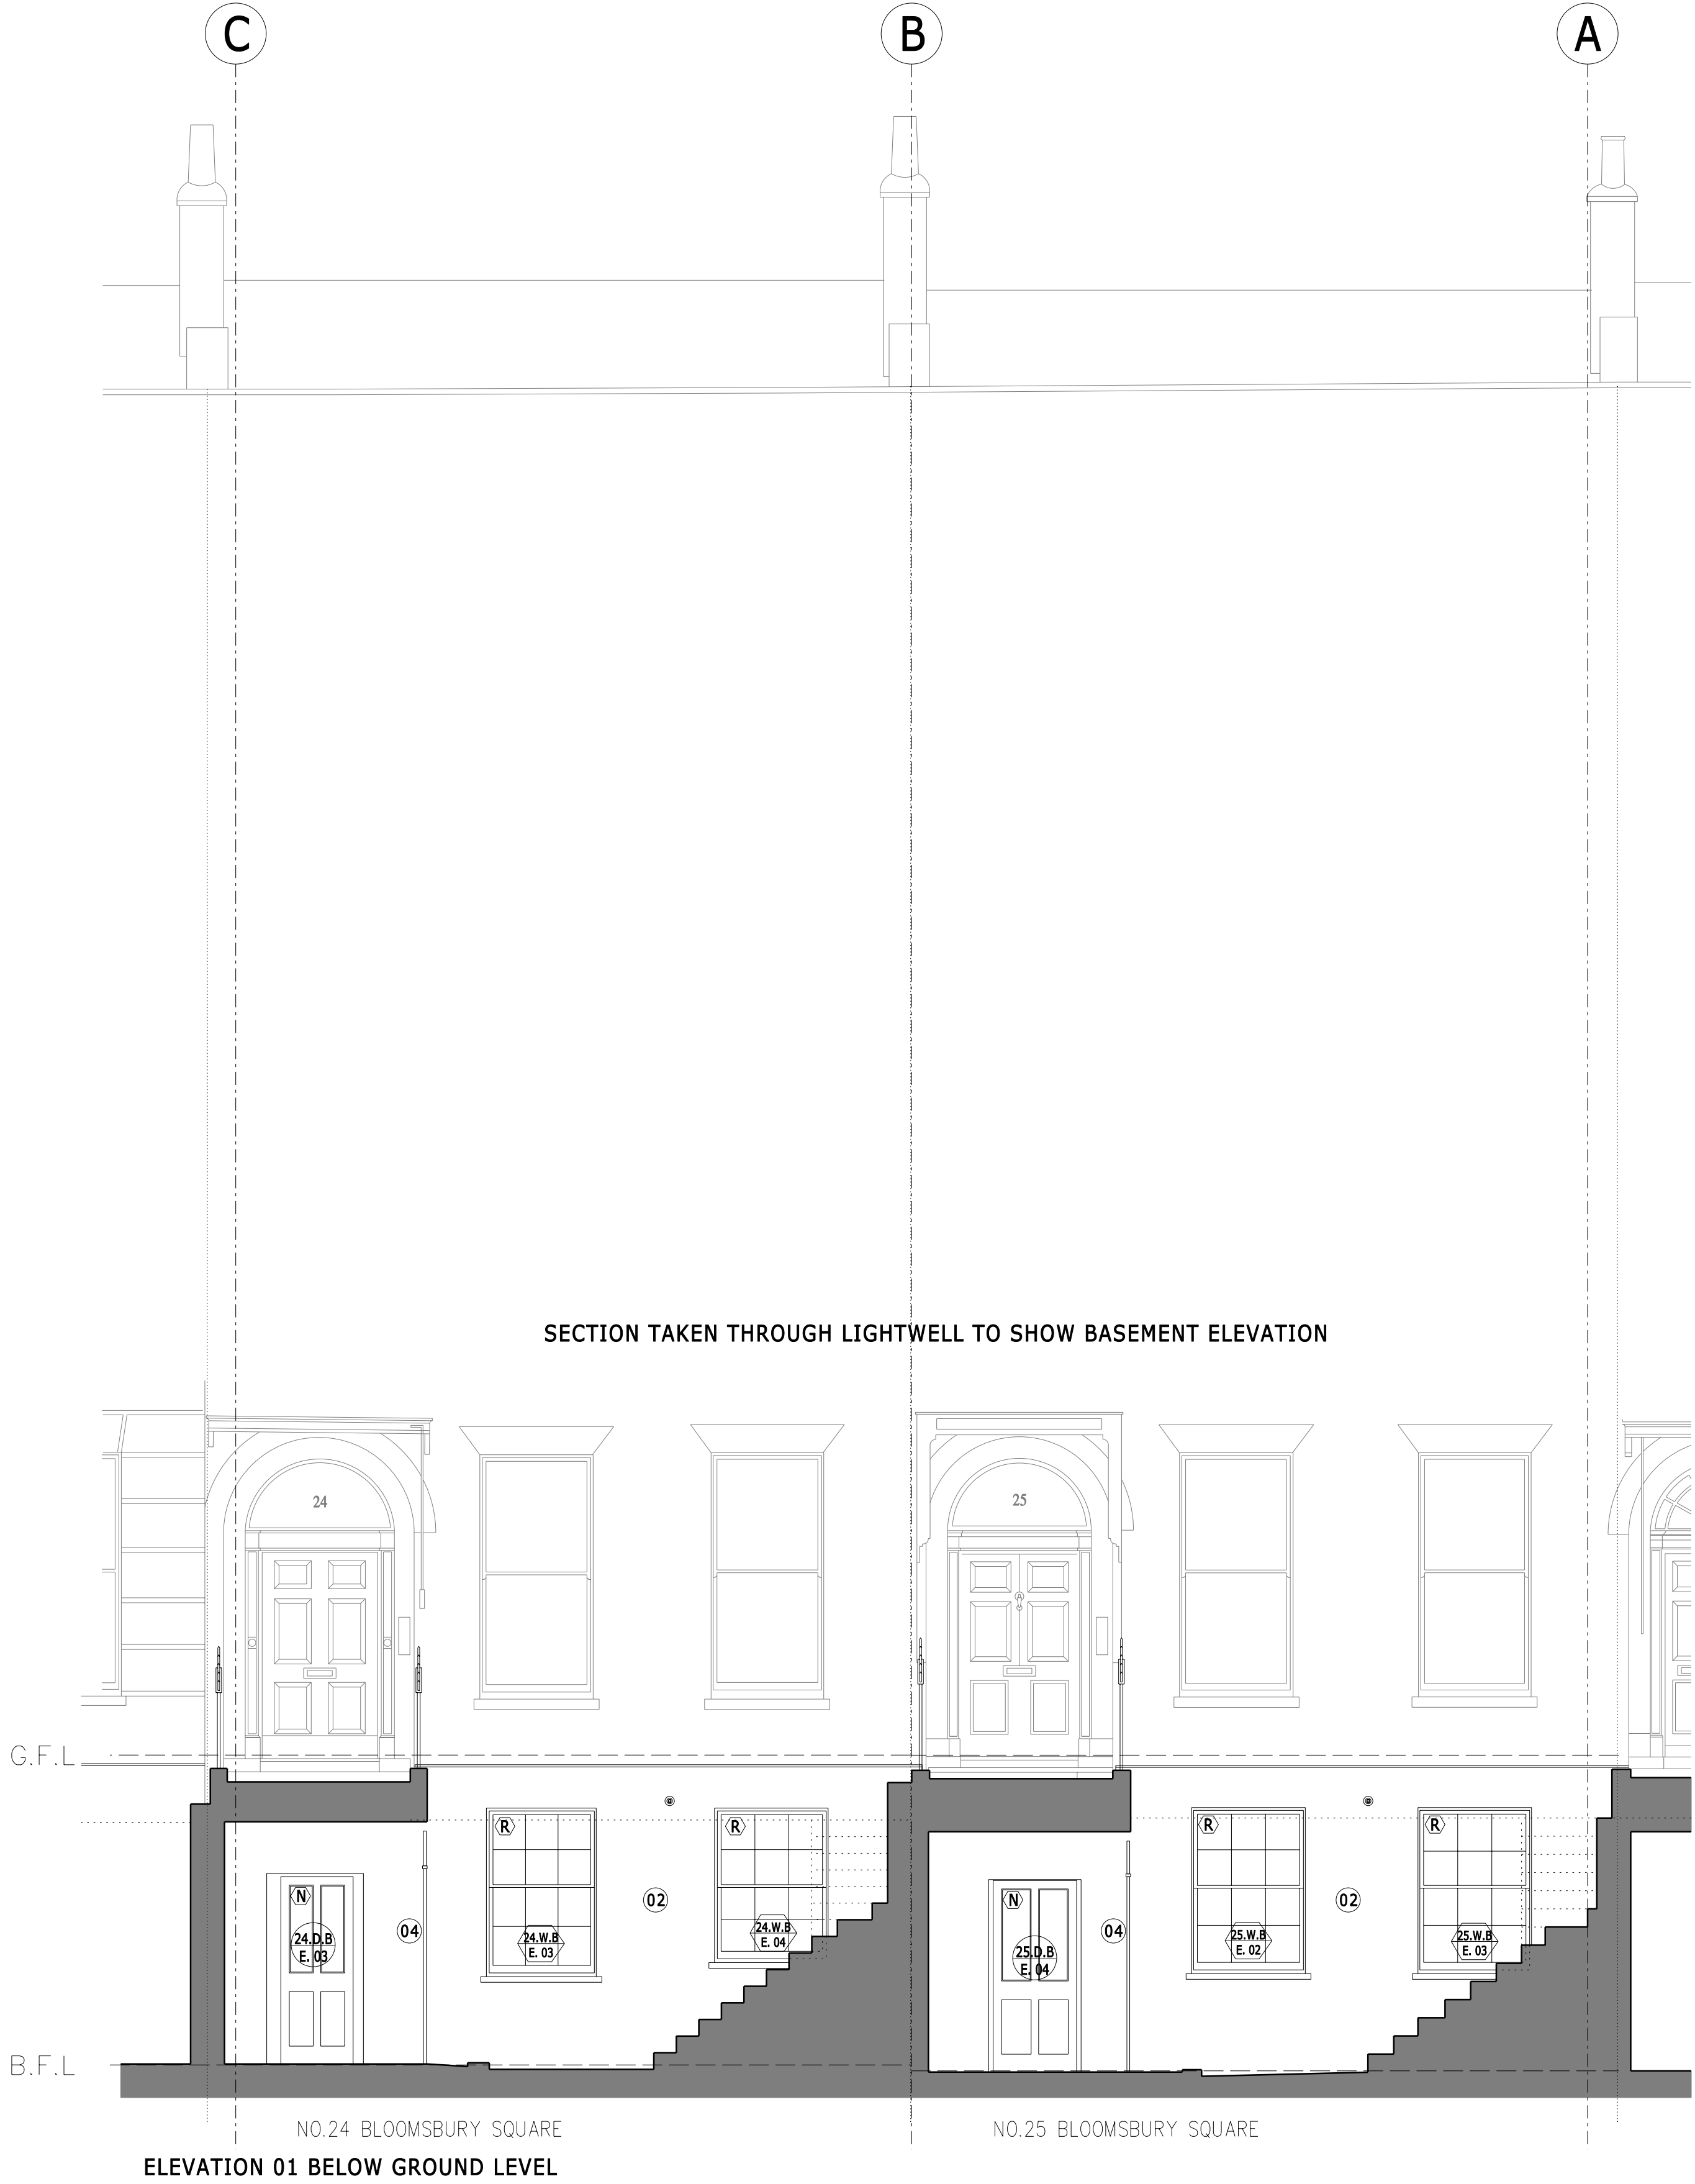 C
B
A
SECTION TAKEN THROUGH LIGHTWELL TO SHOW BASEMENT ELEVATION
24
25
G.F.L
R
R
R
R
N
N
02
02
04
04
24.D.B
E. 03
24.W.B
E. 03
24.W.B
E. 04
25.D.B
E. 04
25.W.B
E. 02
25.W.B
E. 03
B.F.L
NO.24 BLOOMSBURY SQUARE
NO.25 BLOOMSBURY SQUARE
ELEVATION 01 BELOW GROUND LEVEL